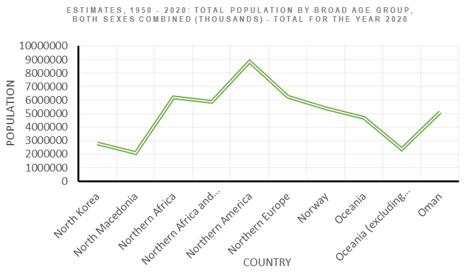 ESTIMATES, 1950 - 2020: TOTAL POPULATION BY BROAD AGE GROUP,
BOTH SEXES COMBINED (THOUSANDS) - TOTAL FOR THE YEAR 2020
10000000
9000000
8000000
7000000
6000000
5000000
4000000
3000000
2000000
1000000
0
POPULATION
North Korea
North Macedonia
Northern Africa
Northern Africa and...
Northern America
Northern Europe
Norway
Oceania
Oceania (excluding...
Oman
COUNTRY